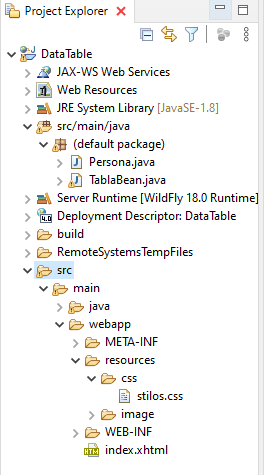 Project Explorer
DataTable
JAX-WS Web Services
Web Resources
JRE System Library [JavaSE-1.8]
src/main/java
(default package)
Persona.java
TablaBean.java
Server Runtime [WildFly 18.0 Runtime]
Deployment Descriptor: DataTable
build
RemoteSystemsTempFiles
src
main
java
webapp
META-INF
resources
css
stilos.css
image
WEB-INF
index.xhtml